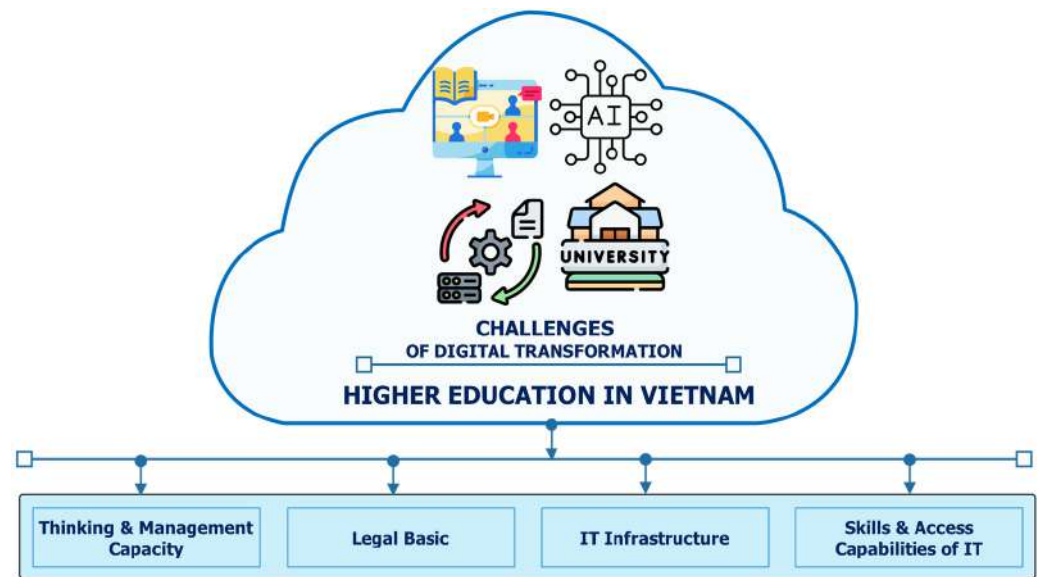 AI
UNIVERSITY
CHALLENGES
OF DIGITAL TRANSFORMATION
HIGHER EDUCATION IN VIETNAM
Thinking & Management
Capacity
Legal Basic
IT Infrastructure
Skills & Access
Capabilities of IT